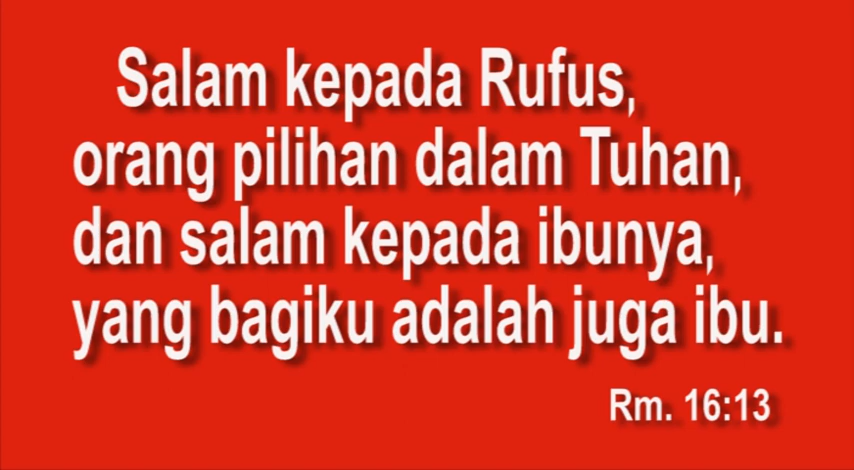 Salam kepada Rufus,
orang pilihan dalam Tuhan,
dan salam kepada ibunya,
yang bagiku adalah juga ibu.
Rm. 16:13